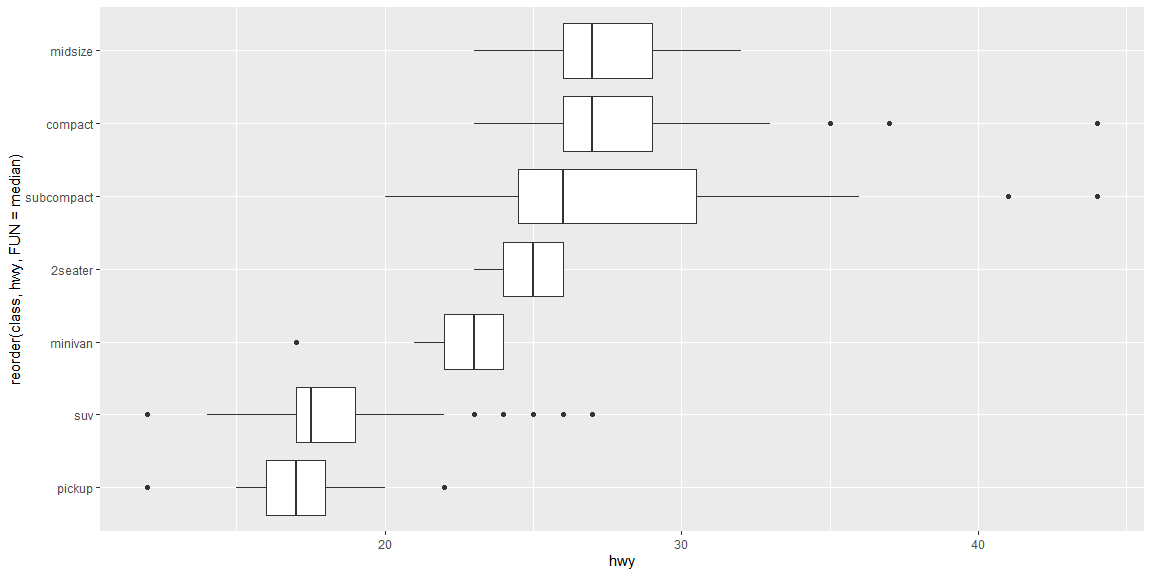 midsize
compact
subcompact
2seater
minivan
suv
pickup
reorder(class, hwy, FUN = median)
20 30 40
hwy